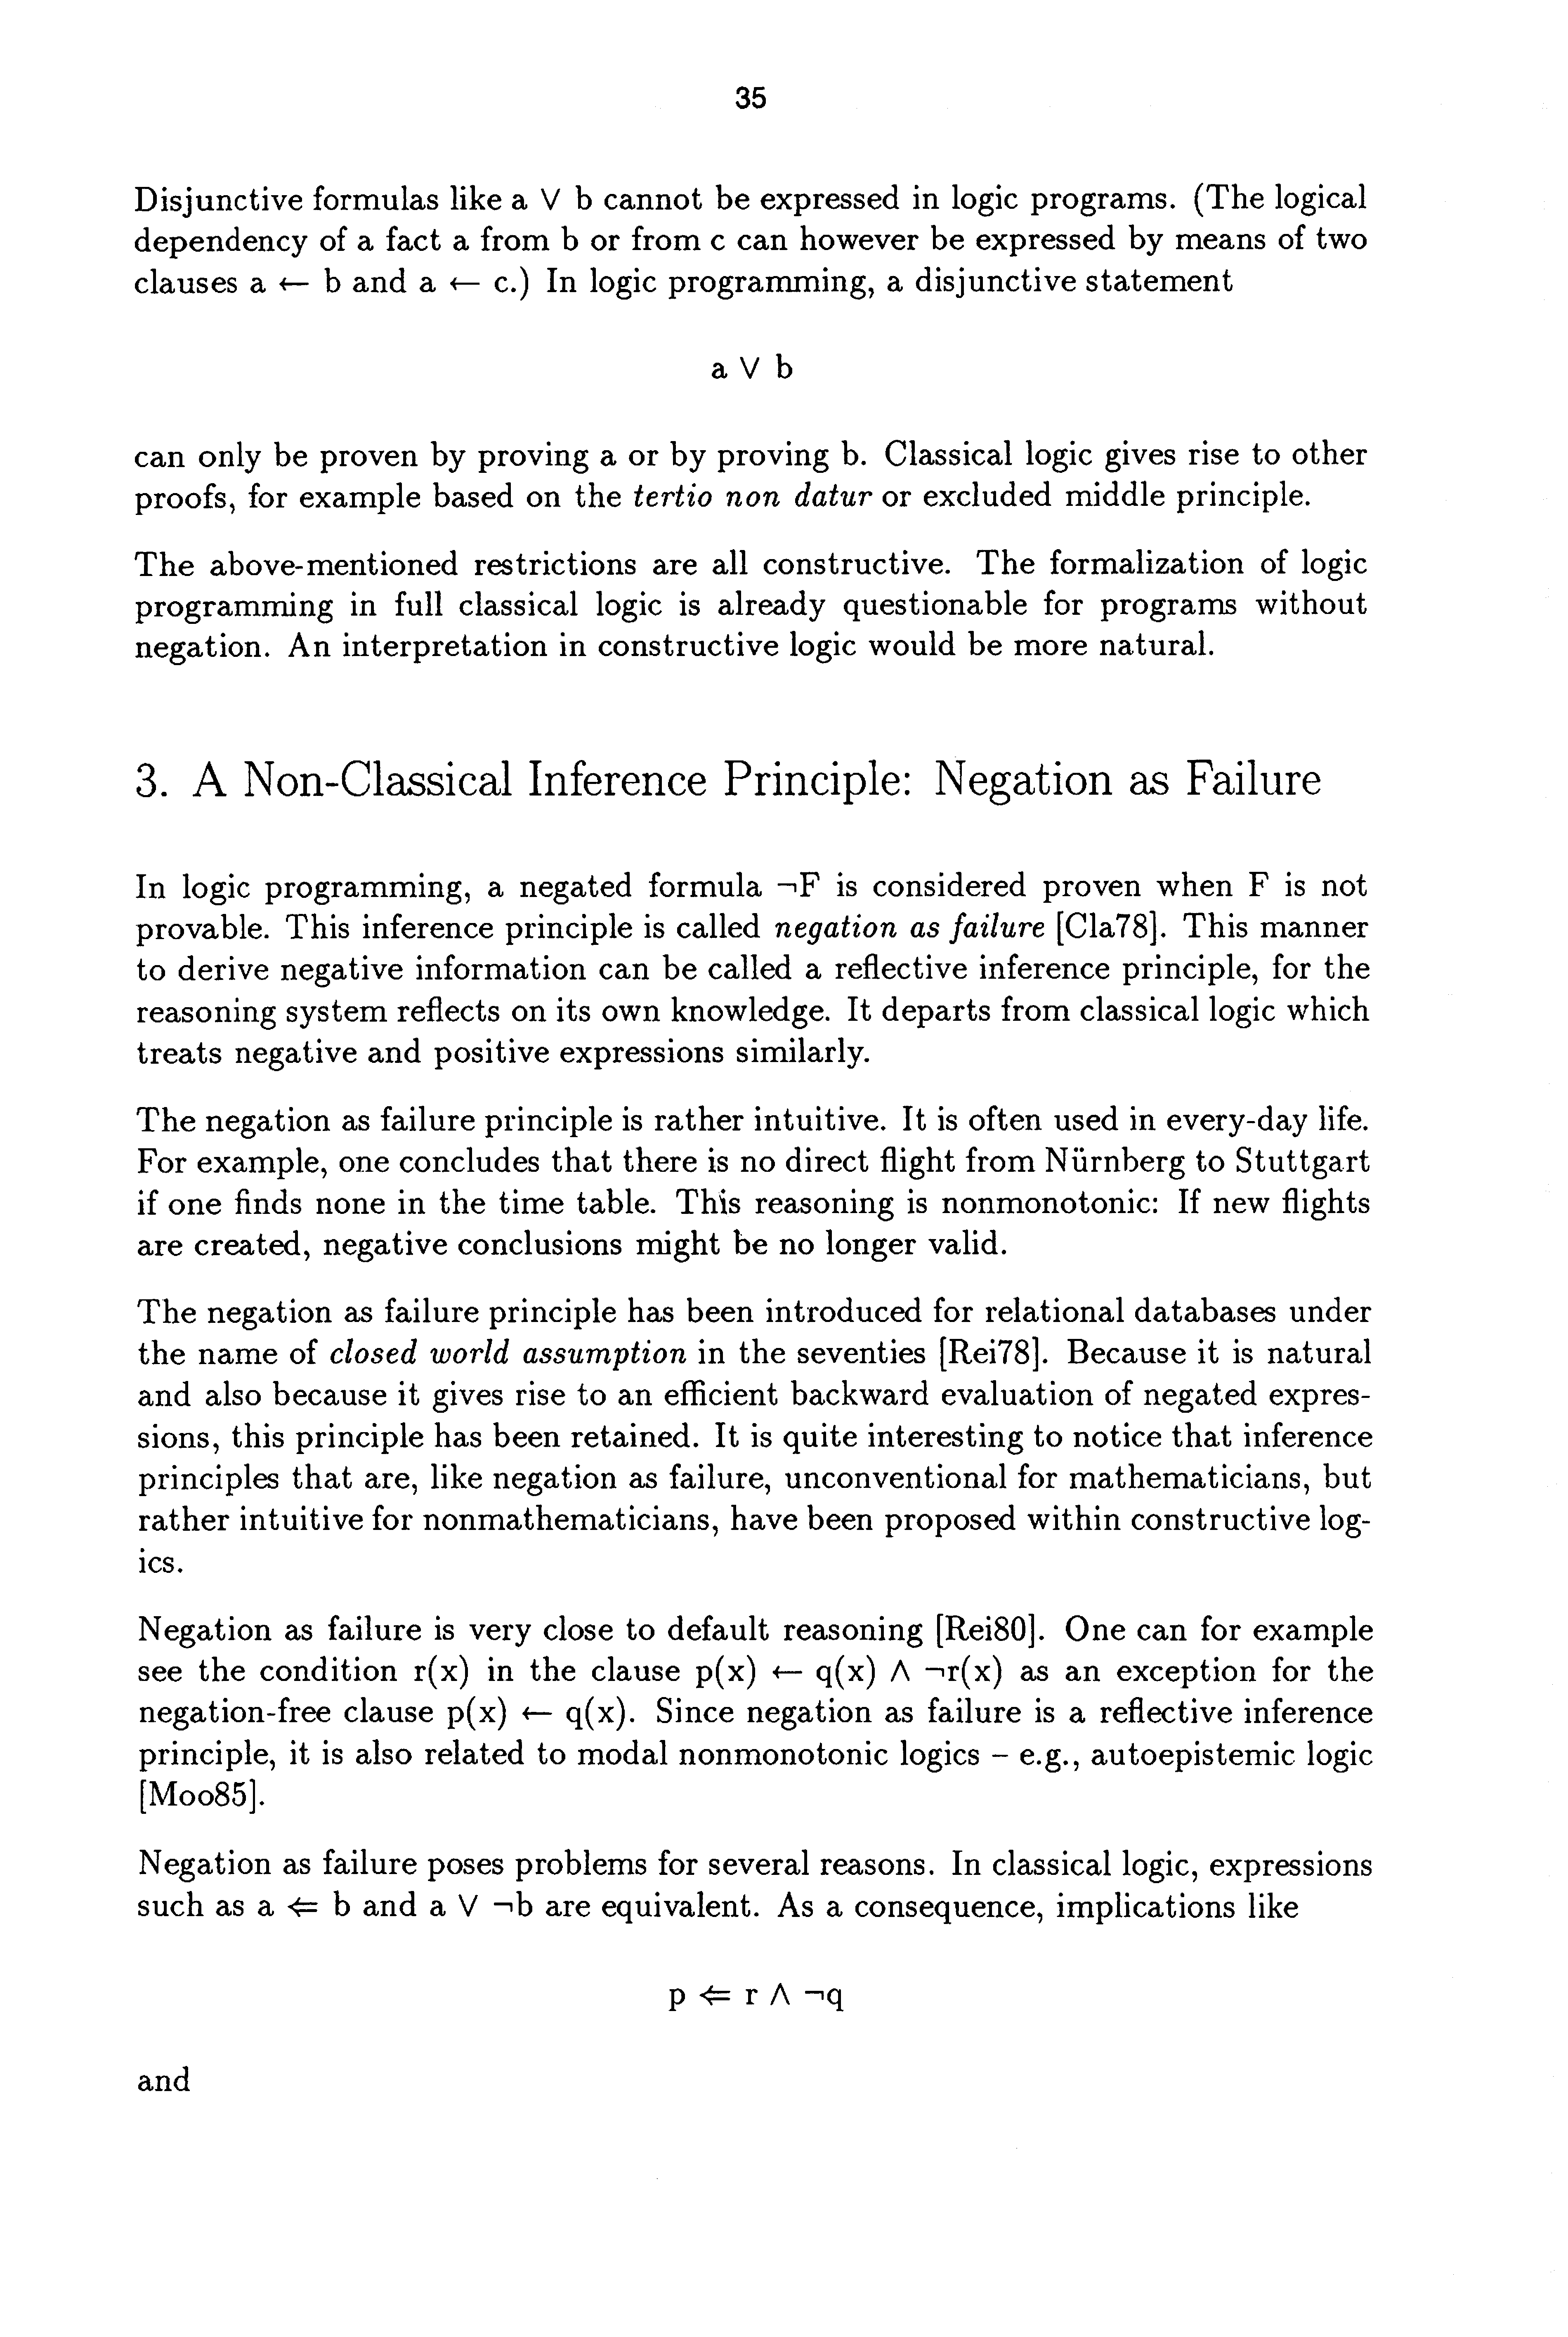 35
Disjunctive formulas like a ∨ b cannot be expressed in logic programs. (The logical
dependency of a fact a from b or from c can however be expressed by means of two
clauses a ← b and a ← c.) In logic programming, a disjunctive statement
a ∨ b
can only be proven by proving a or by proving b. Classical logic gives rise to other
proofs, for example based on the tertio non datur or excluded middle principle.
The above-mentioned restrictions are all constructive. The formalization of logic
programming in full classical logic is already questionable for programs without
negation. An interpretation in constructive logic would be more natural.
3. A Non-Classical Inference Principle: Negation as Failure
In logic programming, a negated formula ¬F is considered proven when F is not
provable. This inference principle is called negation as failure [Cla78]. This manner
to derive negative information can be called a reflective inference principle, for the
reasoning system reflects on its own knowledge. It departs from classical logic which
treats negative and positive expressions similarly.
The negation as failure principle is rather intuitive. It is often used in every-day life.
For example, one concludes that there is no direct flight from Nürnberg to Stuttgart
if one finds none in the time table. This reasoning is nonmonotonic: If new flights
are created, negative conclusions might be no longer valid.
The negation as failure principle has been introduced for relational databases under
the name of closed world assumption in the seventies [Rei78]. Because it is natural
and also because it gives rise to an efficient backward evaluation of negated expres-
sions, this principle has been retained. It is quite interesting to notice that inference
principles that are, like negation as failure, unconventional for mathematicians, but
rather intuitive for nonmathematicians, have been proposed within constructive log-
ics.
Negation as failure is very close to default reasoning [Rei80]. One can for example
see the condition r(x) in the clause p(x) ← q(x) ∧ ¬r(x) as an exception for the
negation-free clause p(x) ← q(x). Since negation as failure is a reflective inference
principle, it is also related to modal nonmonotonic logics – e.g., autoepistemic logic
[Moo85].
Negation as failure poses problems for several reasons. In classical logic, expressions
such as a ⇐ b and a ∨ ¬b are equivalent. As a consequence, implications like
p ⇐ r ∧ ¬q
and